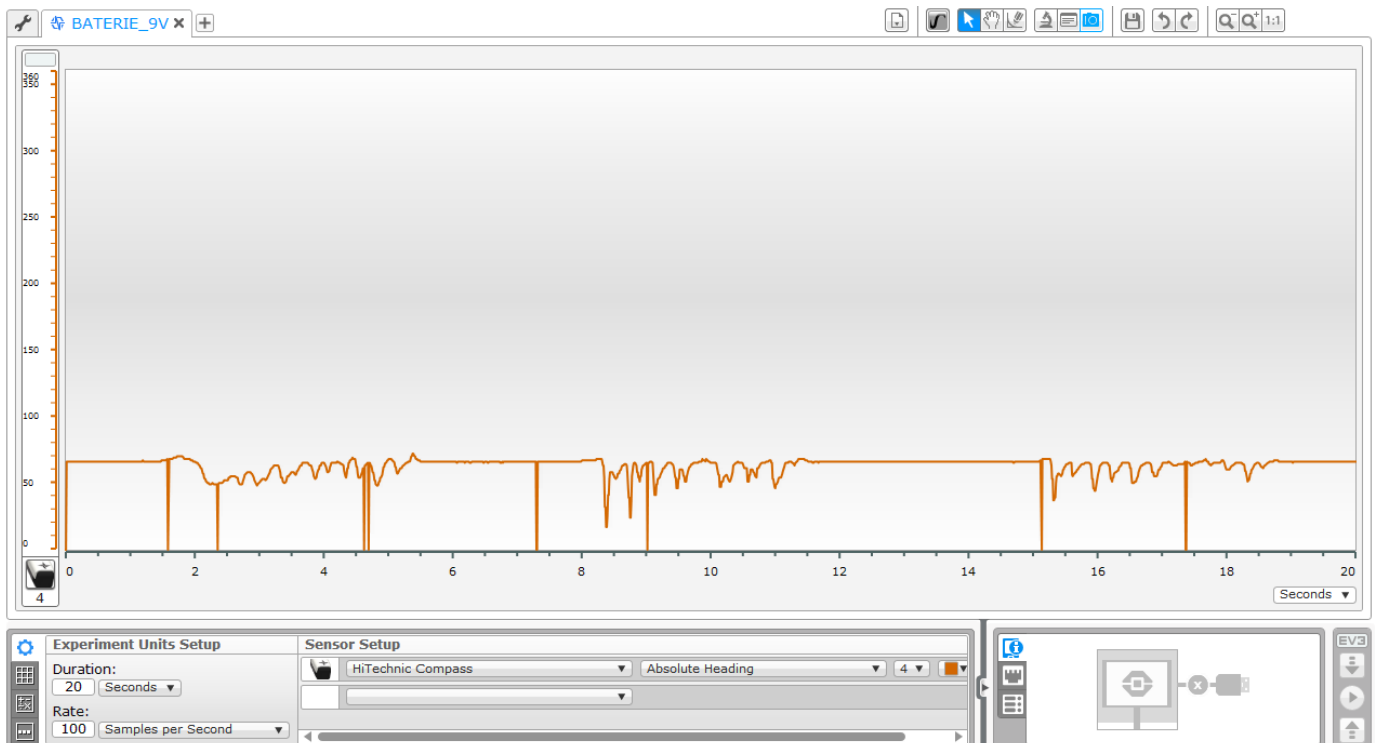 BATERIE_9V
1:1
360
350
300
250
200
150
100
50
0
0 2 4 6 8 10 12 14 16 18 20
4
Seconds
Experiment Units Setup
Sensor Setup
EV3
Duration:
HiTechnic Compass
Absolute Heading
4
20 Seconds
Rate:
100 Samples per Second